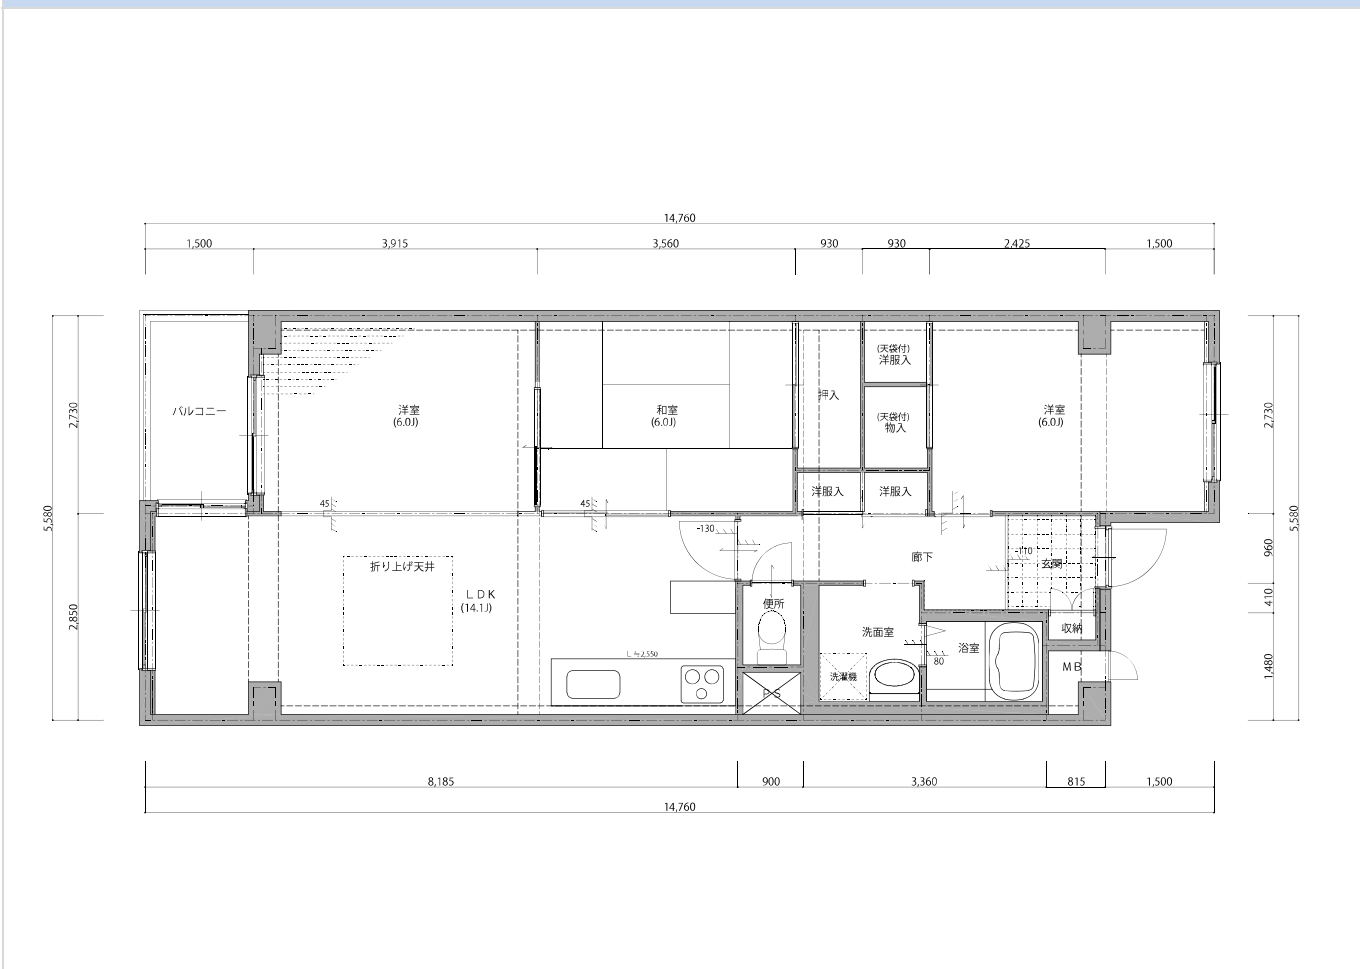 14,760
1,500
3,915
3,560
930
930
2,425
1,500
バルコニー
洋室
(6.0J)
和室
(6.0J)
押入
(天袋付)
洋服入
(天袋付)
物入
洋室
(6.0J)
洋服入
洋服入
2,730
5,580
2,850
2,730
5,580
960
410
1,480
45
45
-130
折り上げ天井
LDK
(14.1J)
廊下
-110
玄関
便所
洗面室
収納
浴室
80
MB
L≒2,550
洗濯機
PS
8,185
900
3,360
815
1,500
14,760